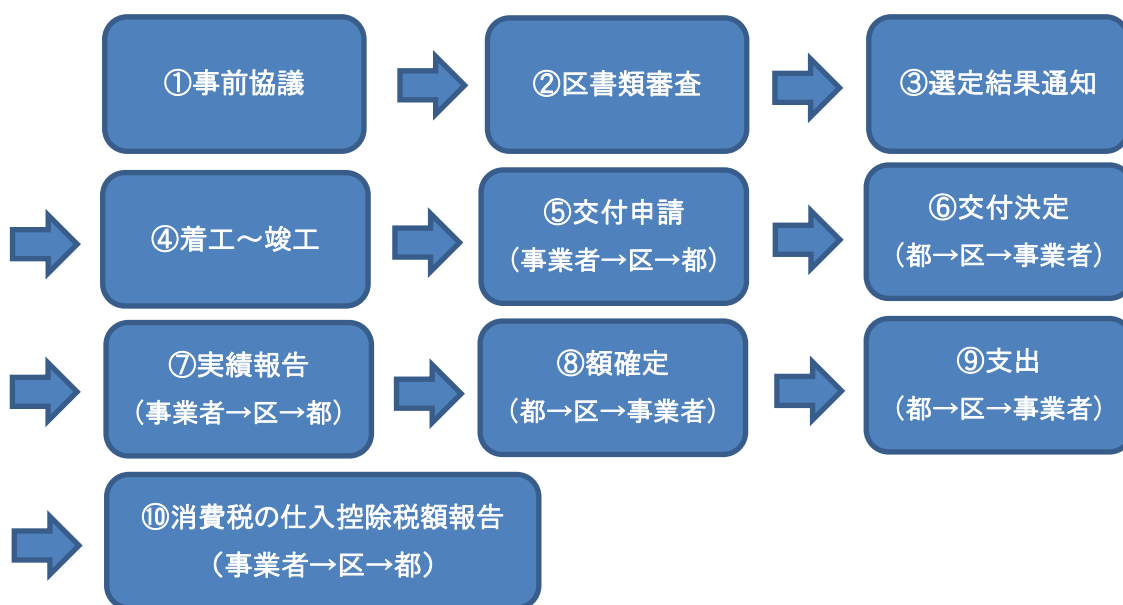 ①事前協議
②区書類審査
③選定結果通知
④着工～竣工
⑤交付申請
（事業者→区→都）
⑥交付決定
（都→区→事業者）
⑦実績報告
（事業者→区→都）
⑧額確定
（都→区→事業者）
⑨支出
（都→区→事業者）
⑩消費税の仕入控除税額報告
（事業者→区→都）